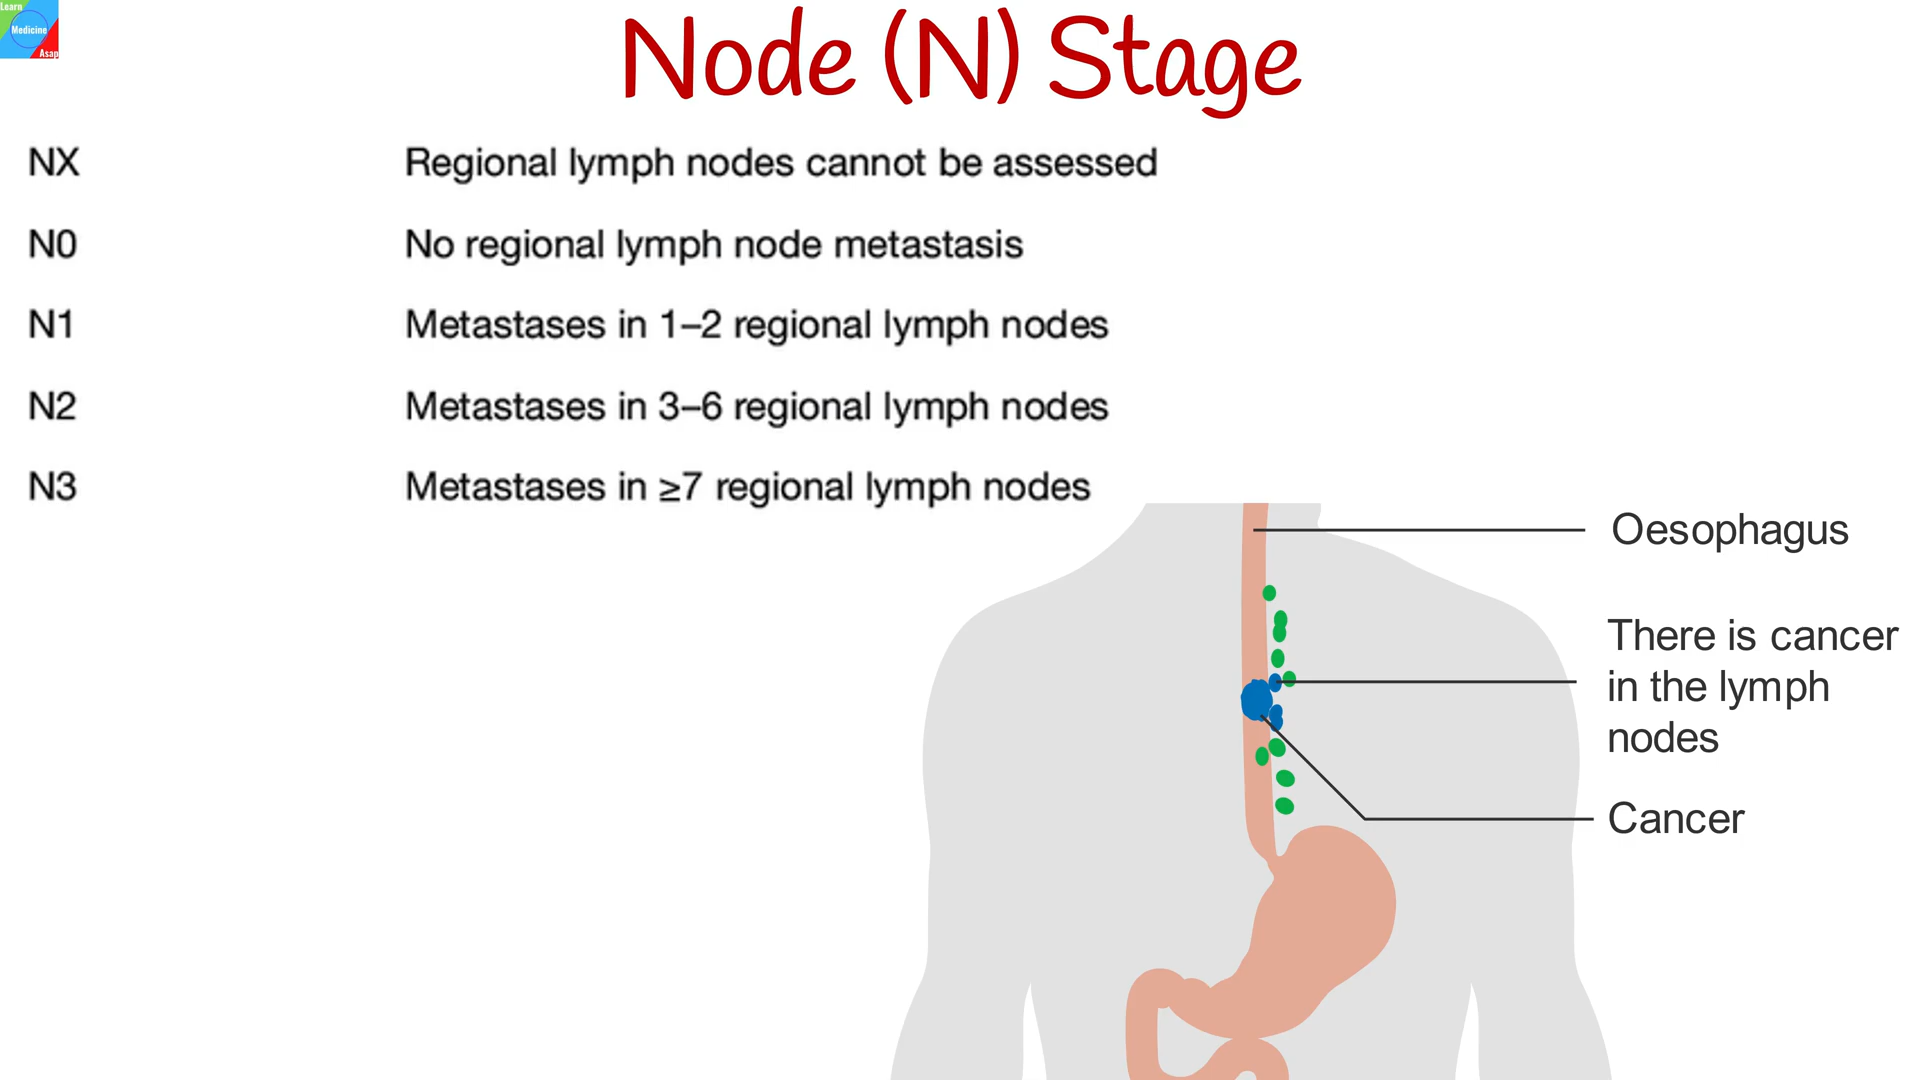 Learn
Medicine
Asap
Node (N) Stage
NX Regional lymph nodes cannot be assessed
N0 No regional lymph node metastasis
N1 Metastases in 1–2 regional lymph nodes
N2 Metastases in 3–6 regional lymph nodes
N3 Metastases in ≥7 regional lymph nodes
Oesophagus
There is cancer
in the lymph
nodes
Cancer